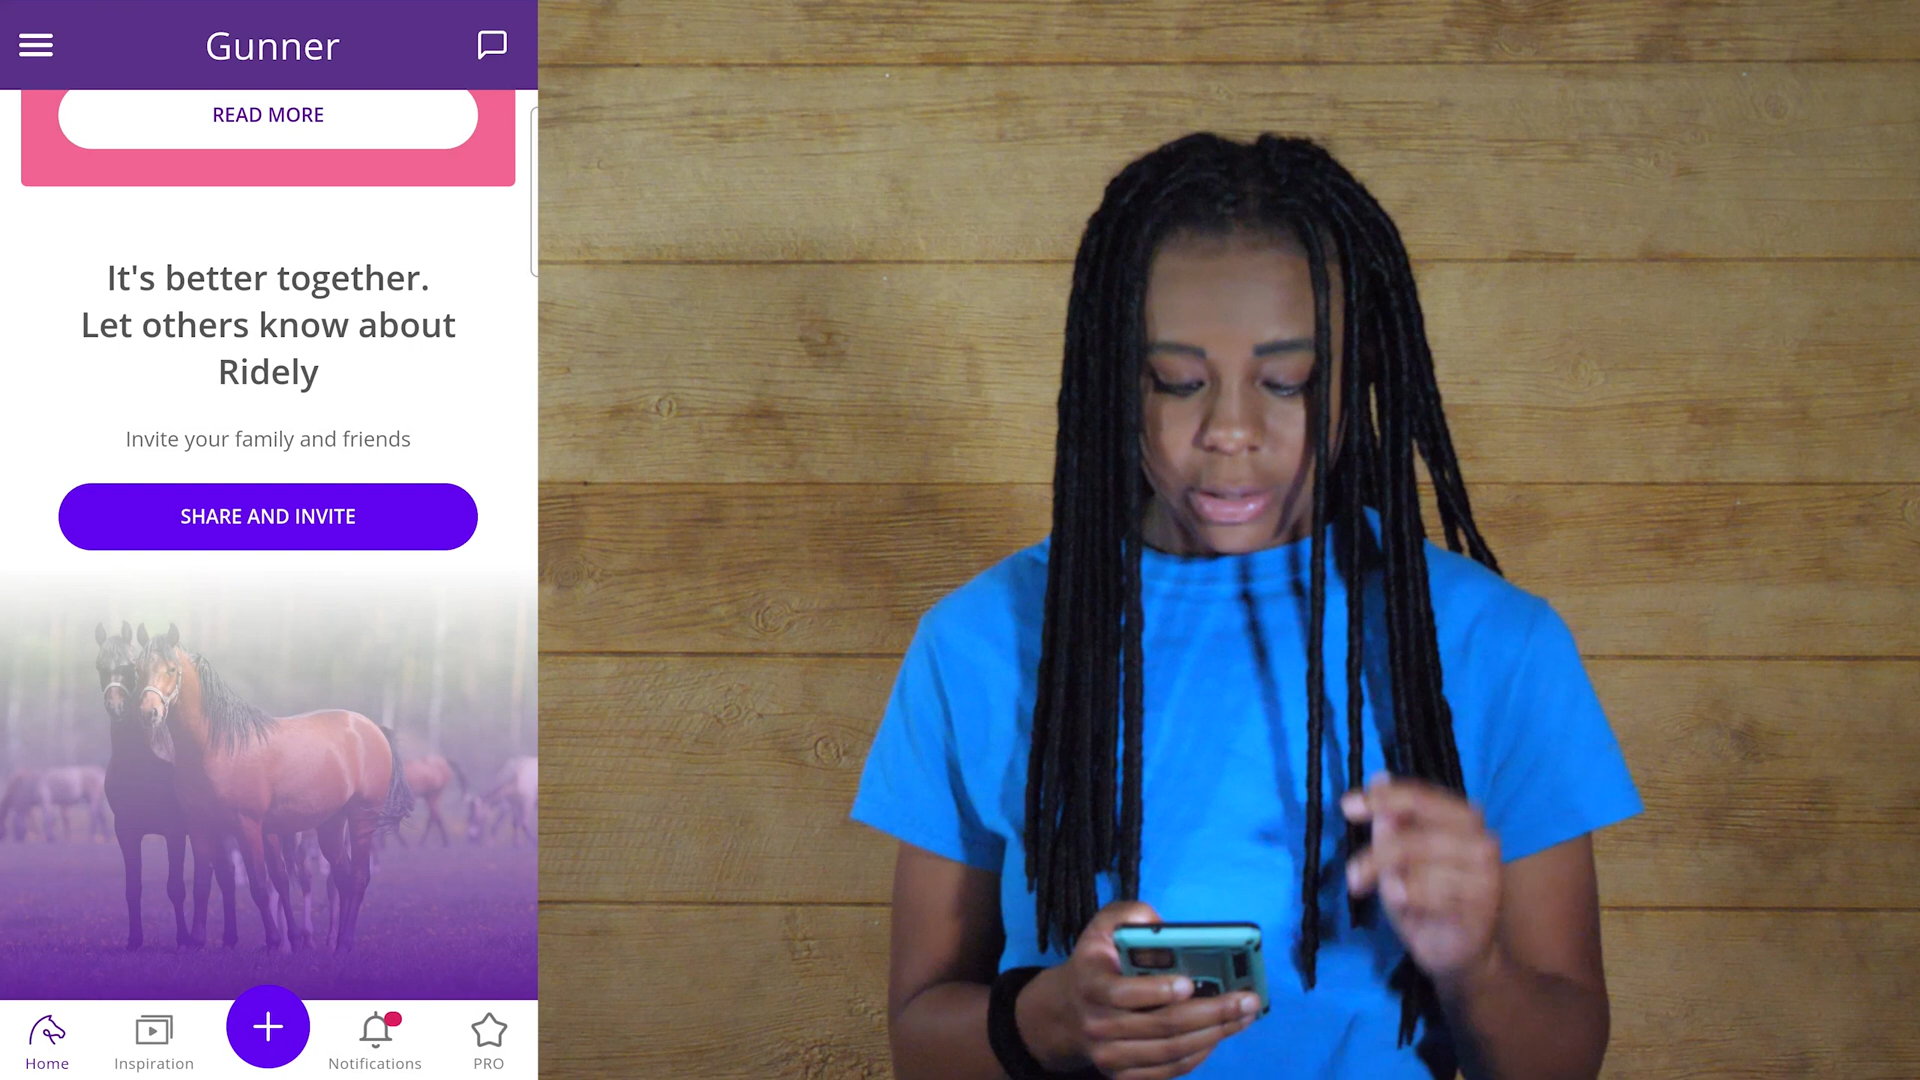 Gunner
READ MORE
It's better together.
Let others know about
Ridely
Invite your family and friends
SHARE AND INVITE
Home
Inspiration
Notifications
PRO